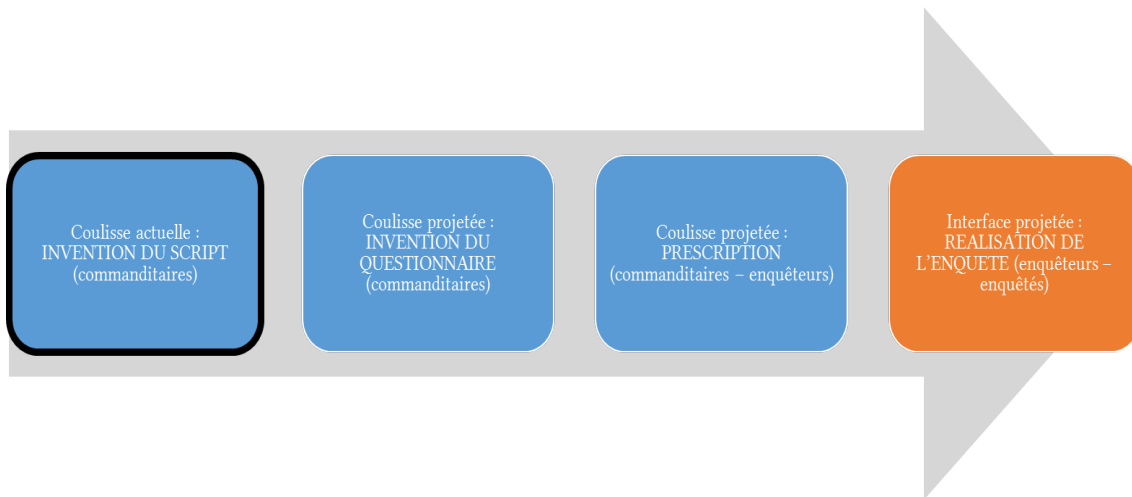 Coulisse actuelle :
INVENTION DU SCRIPT
(commanditaires)
Coulisse projetée :
INVENTION DU
QUESTIONNAIRE
(commanditaires)
Coulisse projetée :
PRESCRIPTION
(commanditaires – enquêteurs)
Interface projetée :
REALISATION DE
L’ENQUETE (enquêteurs –
enquêtés)